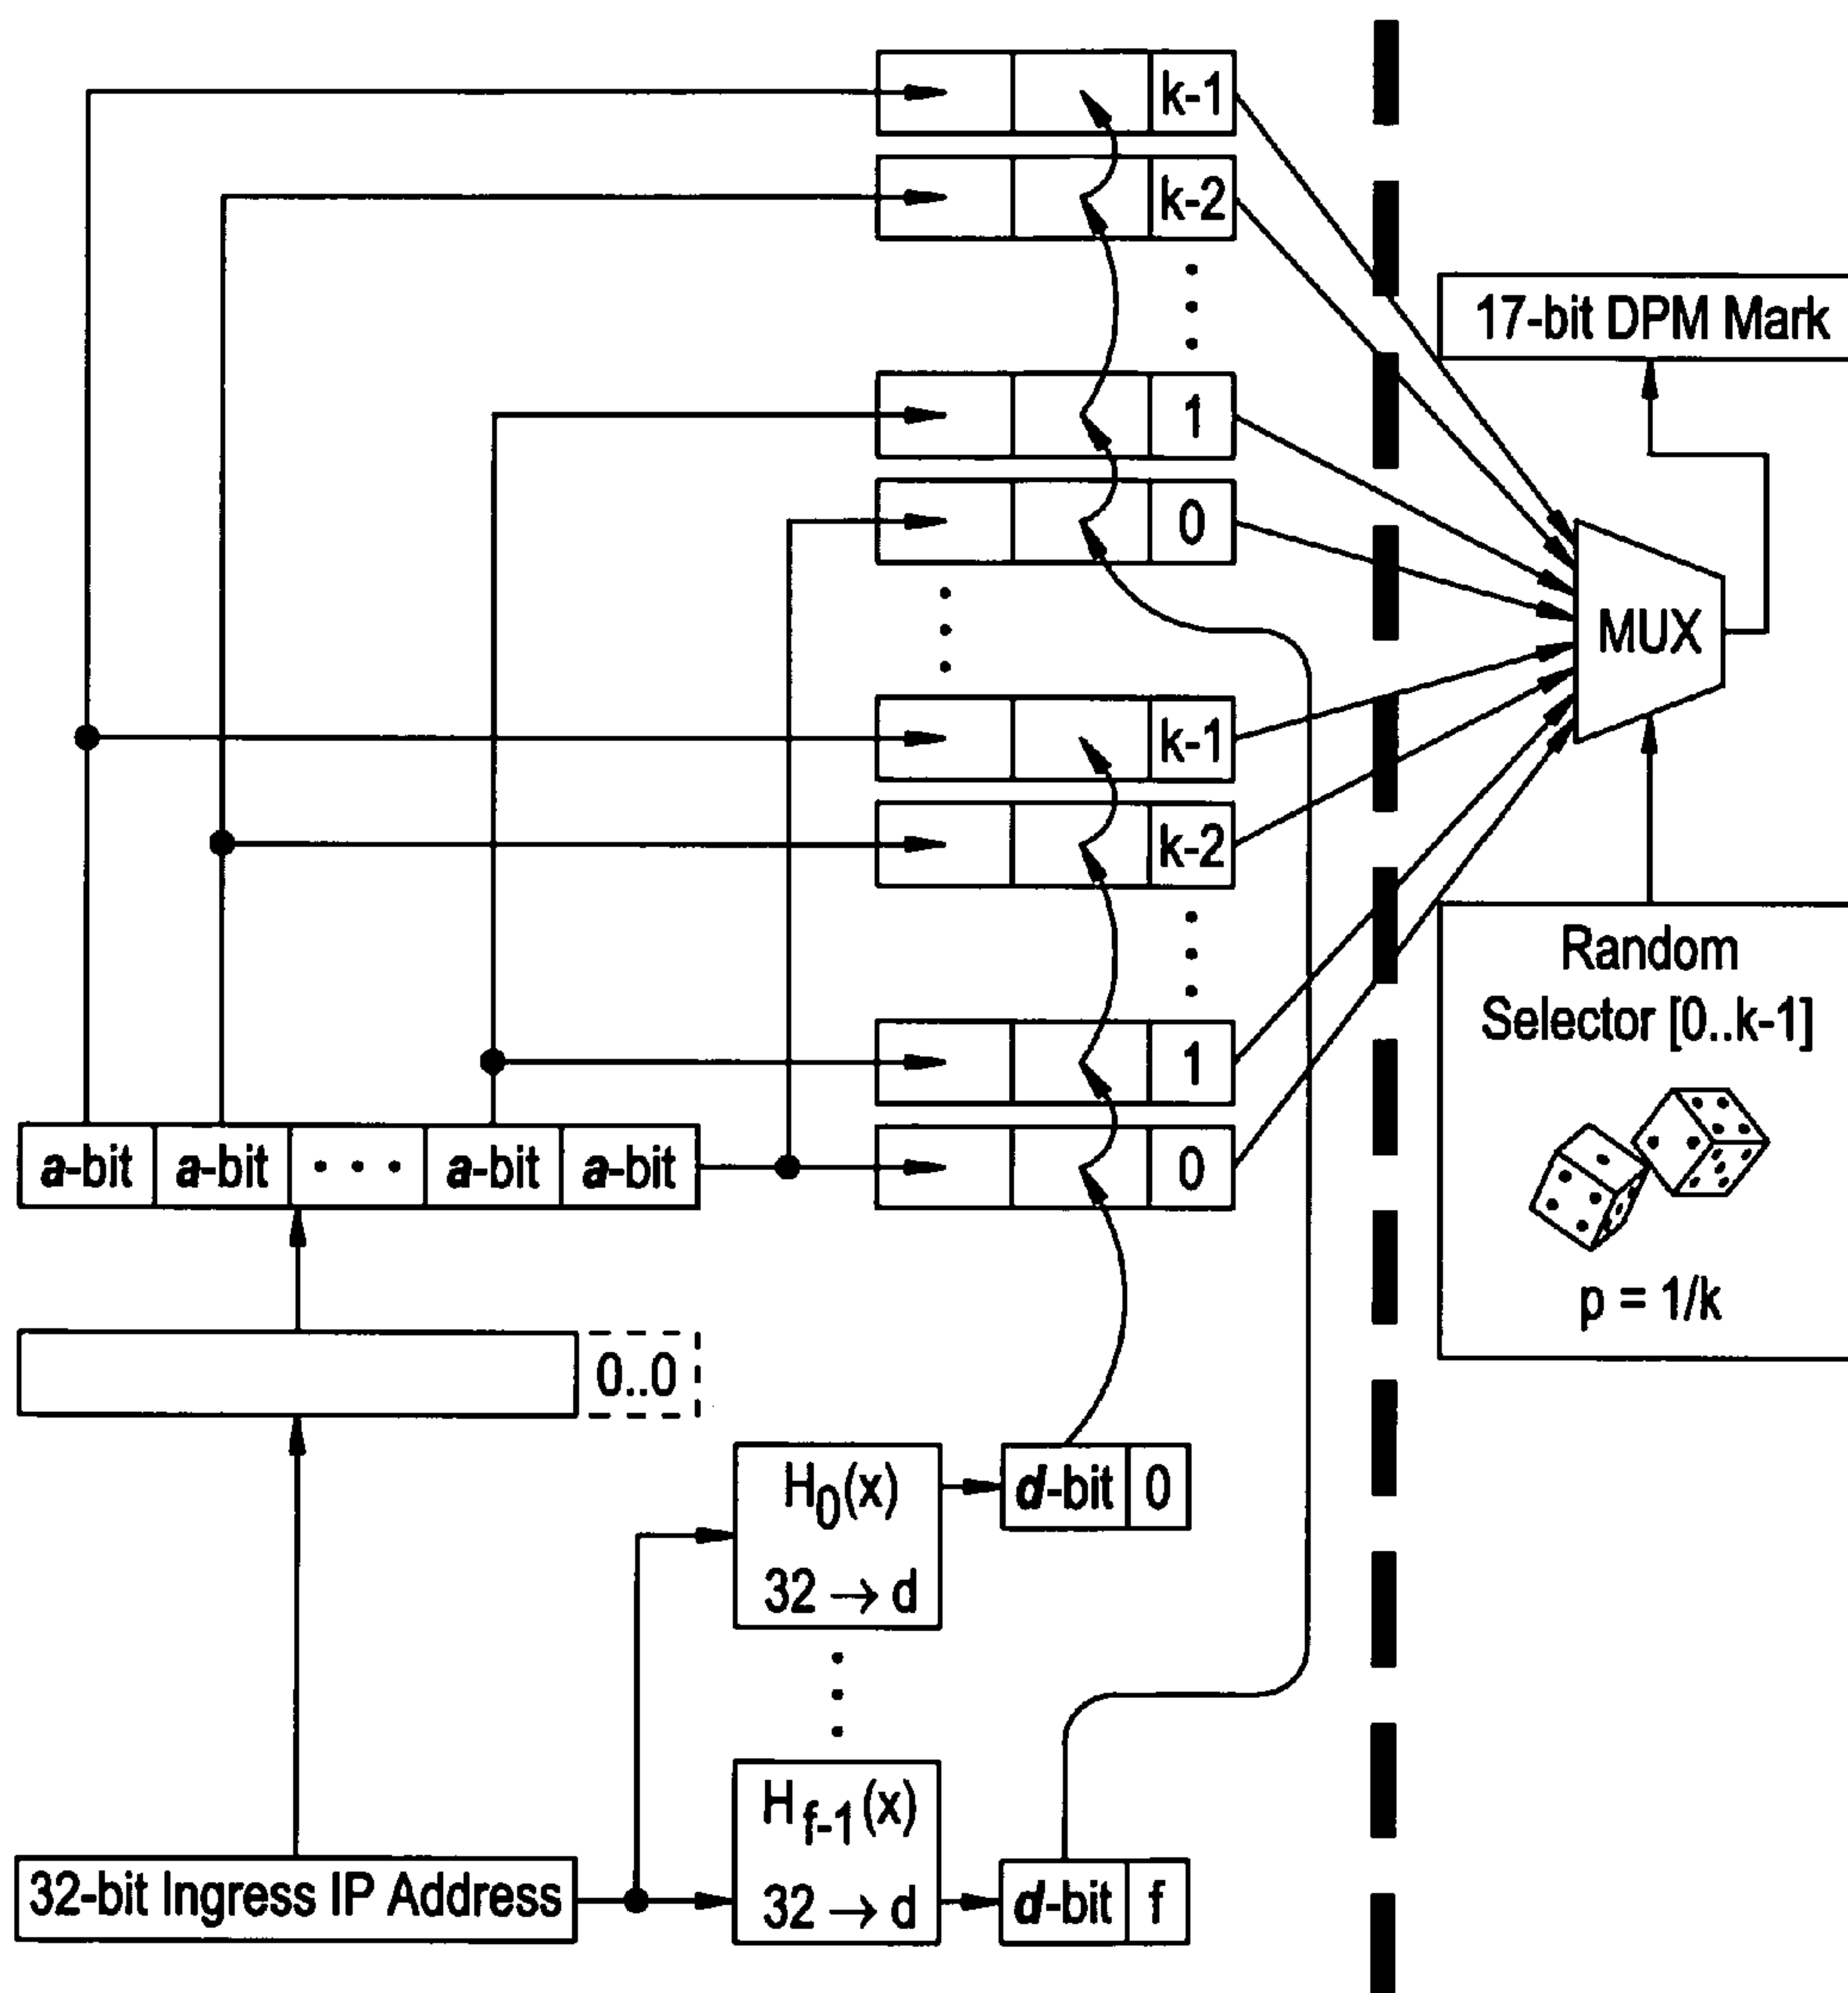 k-1
k-2
17-bit DPM Mark
1
0
MUX
k-1
k-2
Random
Selector [0..k-1]
1
a-bit a-bit • • • a-bit a-bit
0
p = 1/k
0..0
H0(x)
32 → d
d-bit 0
Hf-1(x)
32 → d
d-bit f
32-bit Ingress IP Address